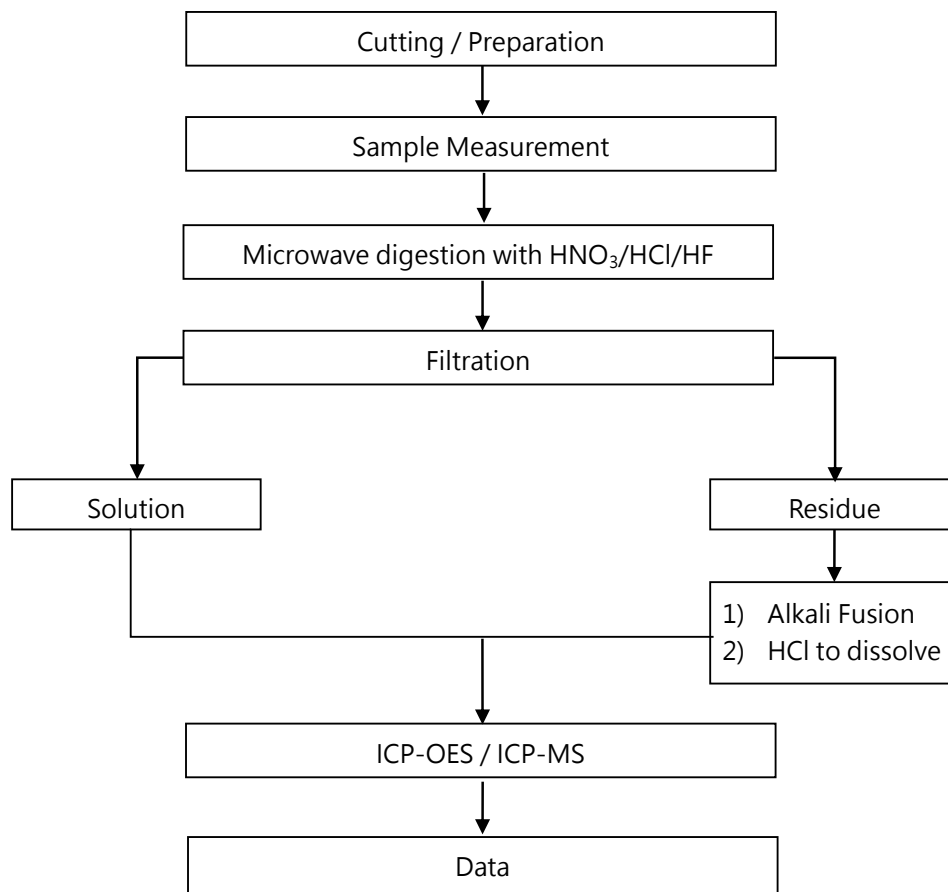 Cutting / Preparation
Sample Measurement
Microwave digestion with HNO₃/HCl/HF
Filtration
Solution
Residue
1) Alkali Fusion
2) HCl to dissolve
ICP-OES / ICP-MS
Data